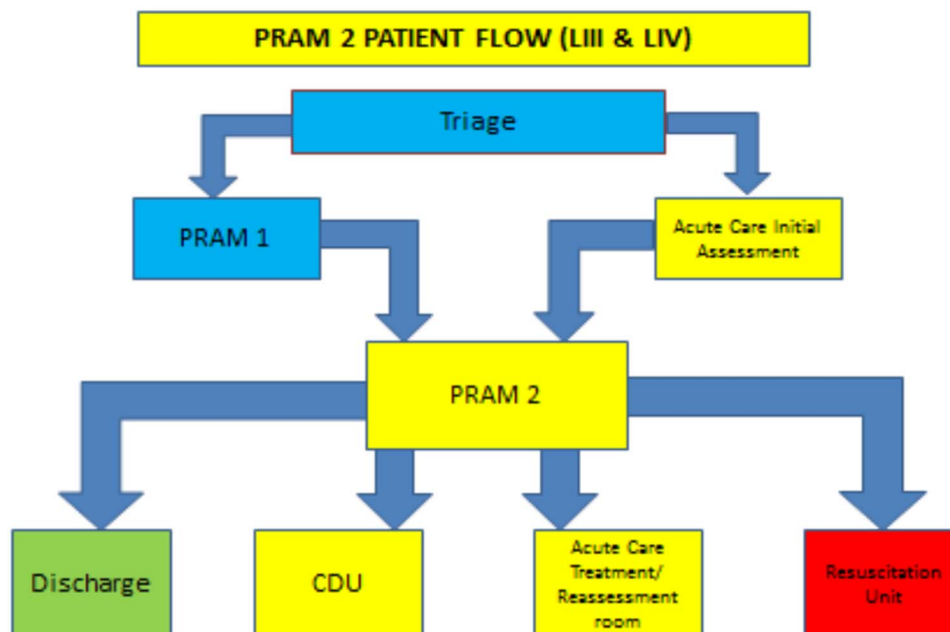 PRAM 2 PATIENT FLOW (LIII & LIV)
Triage
PRAM 1
Acute Care Initial
Assessment
PRAM 2
Discharge
CDU
Acute Care
Treatment/
Reassessment
room
Resuscitation
Unit